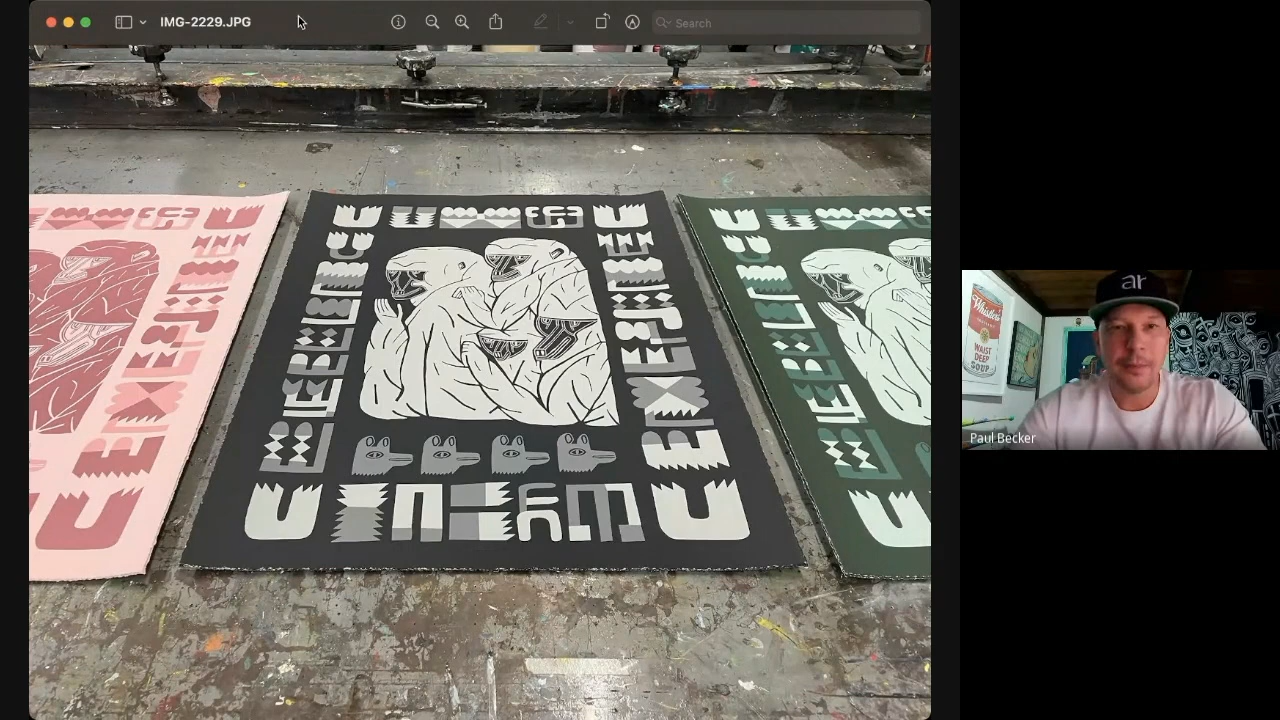 IMG-2229.JPG
Search
ar
Whistler's
WAIST
DEEP
SOUP
Paul Becker